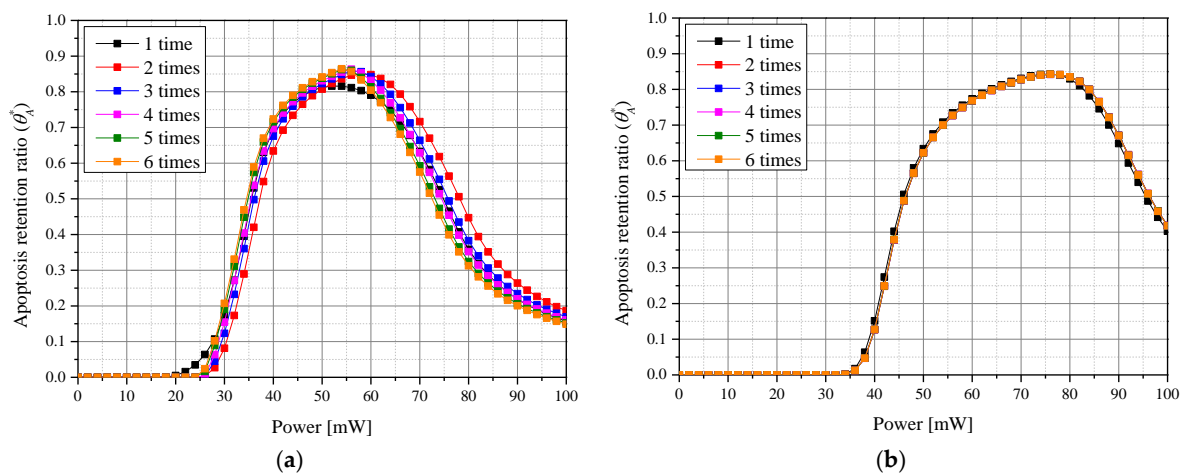 1 time
2 times
3 times
4 times
5 times
6 times
Apoptosis retention ratio (θ*A)
1.0
0.9
0.8
0.7
0.6
0.5
0.4
0.3
0.2
0.1
0.0
0 10 20 30 40 50 60 70 80 90 100
Power [mW]
(a)
1 time
2 times
3 times
4 times
5 times
6 times
Apoptosis retention ratio (θ*A)
1.0
0.9
0.8
0.7
0.6
0.5
0.4
0.3
0.2
0.1
0.0
0 10 20 30 40 50 60 70 80 90 100
Power [mW]
(b)